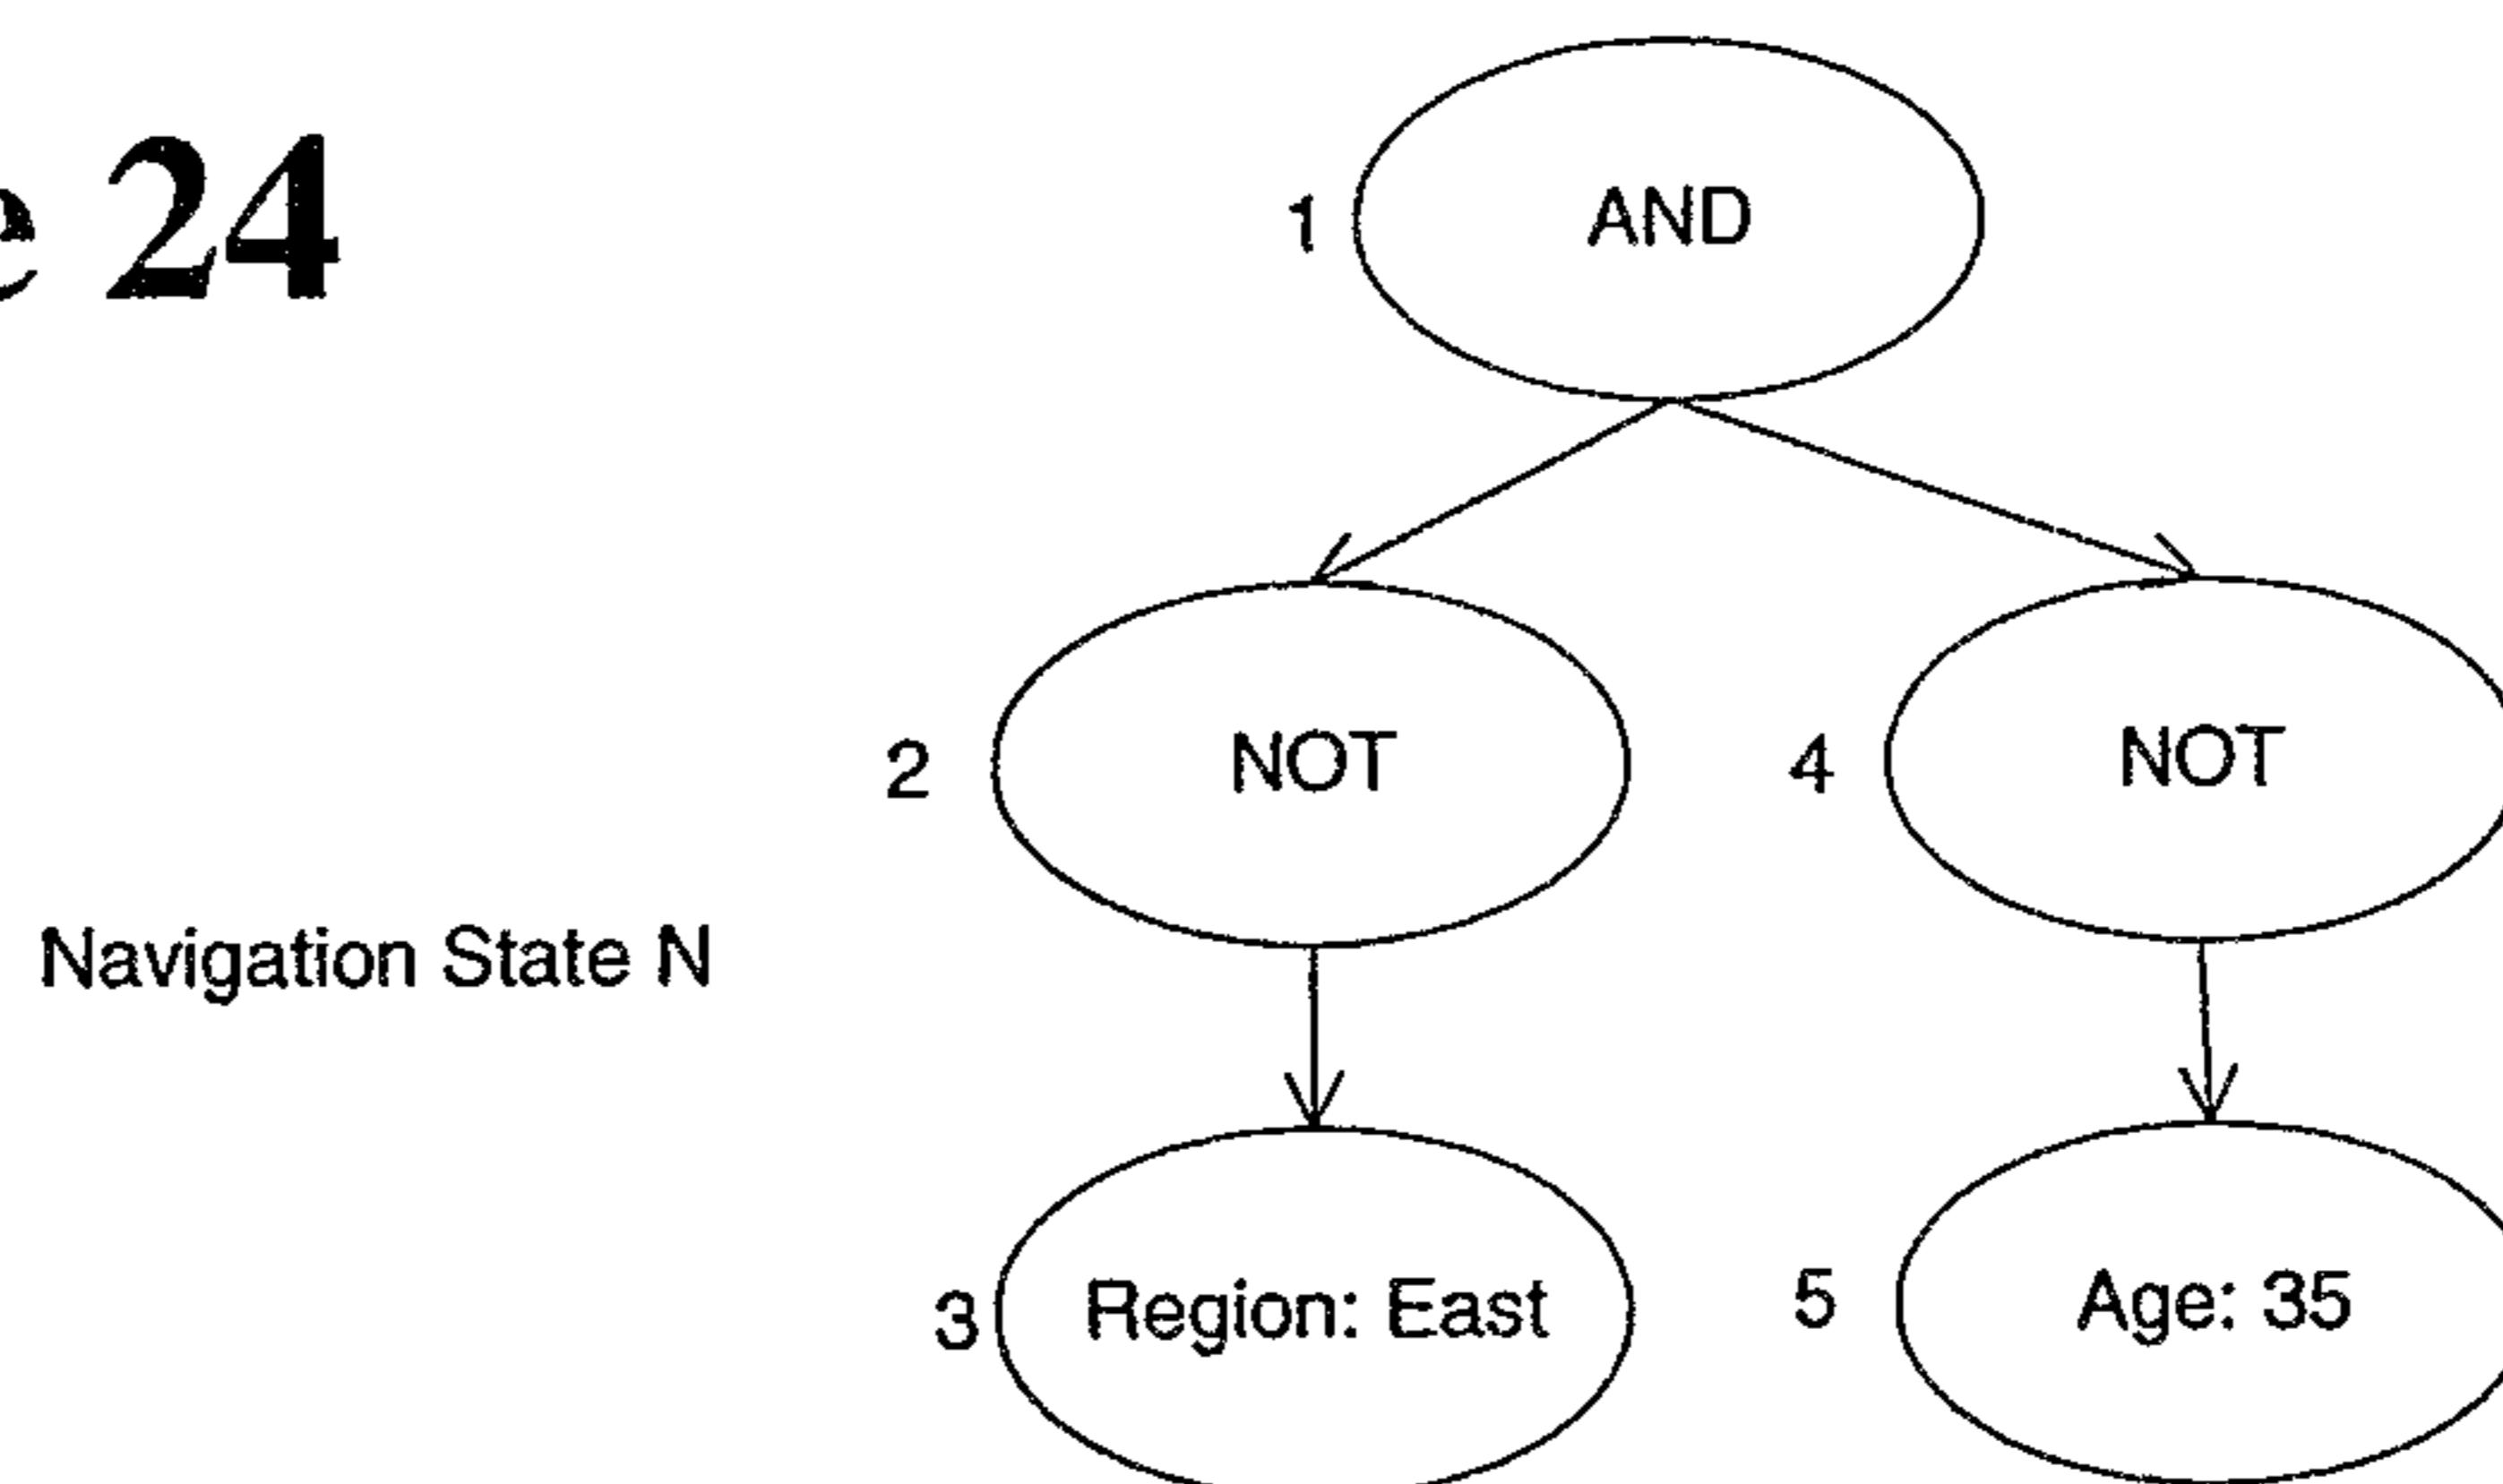 e 24
1 AND
2 NOT 4 NOT
Navigation State N
3 Region: East 5 Age: 35